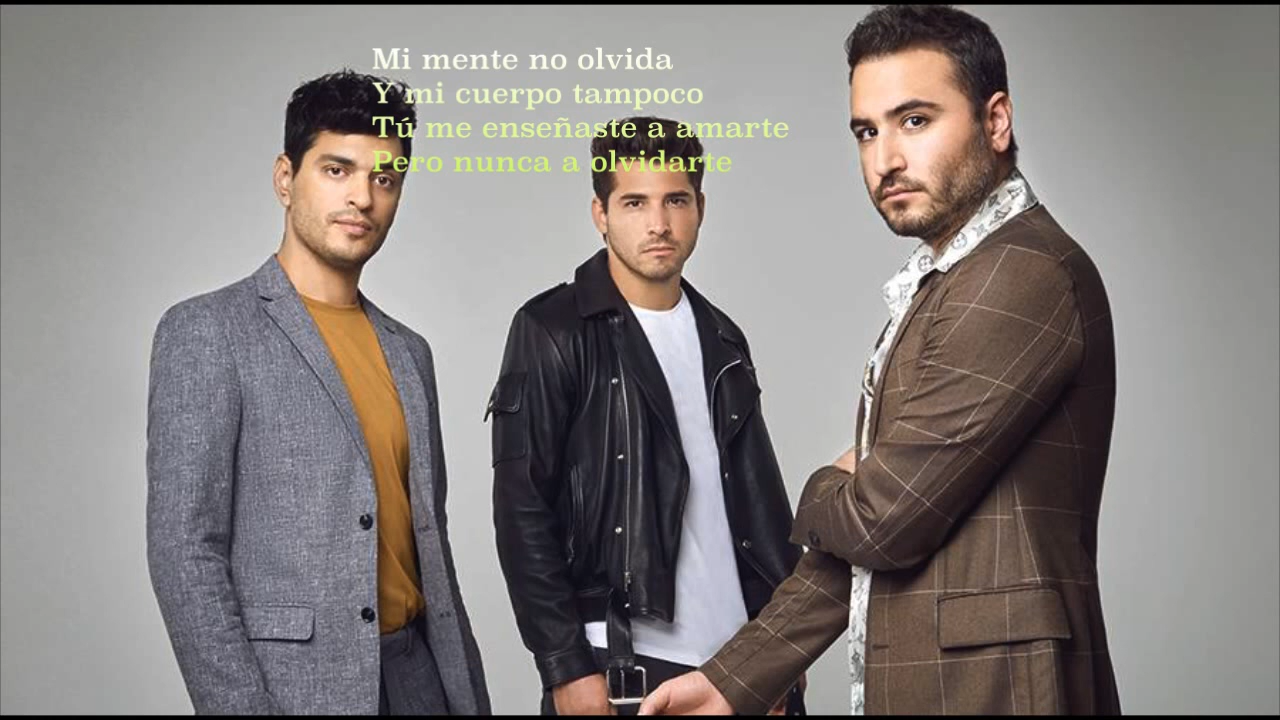 Mi mente no olvida
Y mi cuerpo tampoco
Tú me enseñaste a amarte
Pero nunca a olvidarte